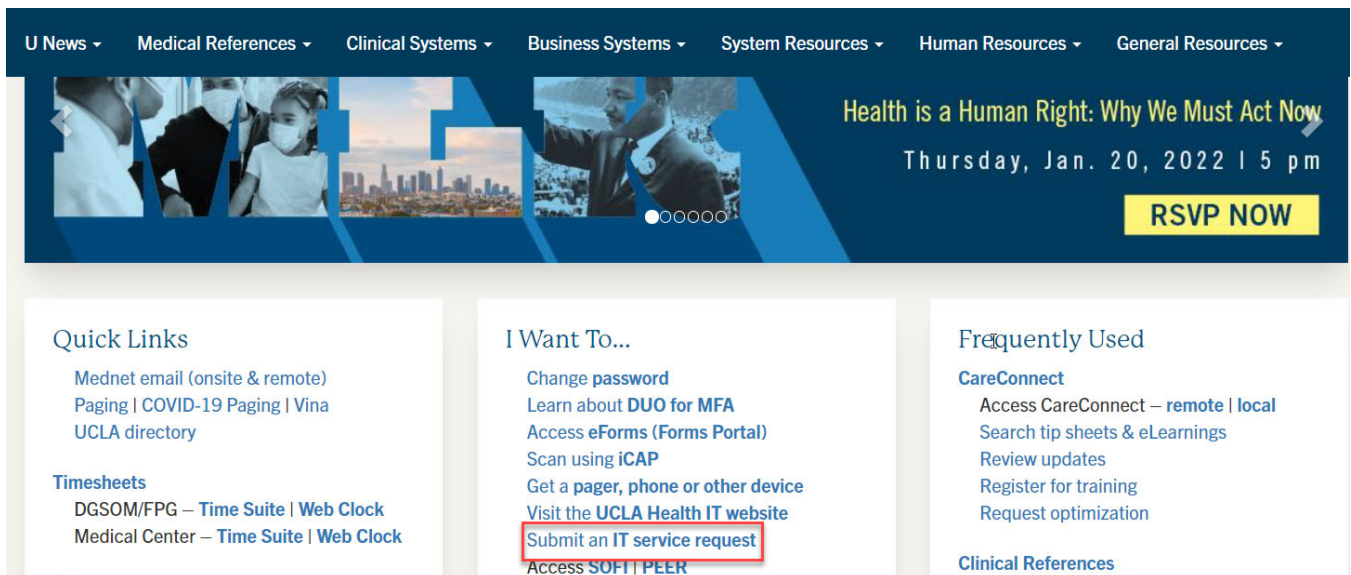 U News Medical References Clinical Systems Business Systems System Resources Human Resources General Resources
MLK
Health is a Human Right: Why We Must Act Now
Thursday, Jan. 20, 2022 | 5 pm
RSVP NOW
Quick Links
Mednet email (onsite & remote)
Paging | COVID-19 Paging | Vina
UCLA directory
Timesheets
DGSOM/FPG – Time Suite | Web Clock
Medical Center – Time Suite | Web Clock
I Want To...
Change password
Learn about DUO for MFA
Access eForms (Forms Portal)
Scan using iCAP
Get a pager, phone or other device
Visit the UCLA Health IT website
Submit an IT service request
Access SOFI | PEER
Frequently Used
CareConnect
Access CareConnect – remote | local
Search tip sheets & eLearnings
Review updates
Register for training
Request optimization
Clinical References